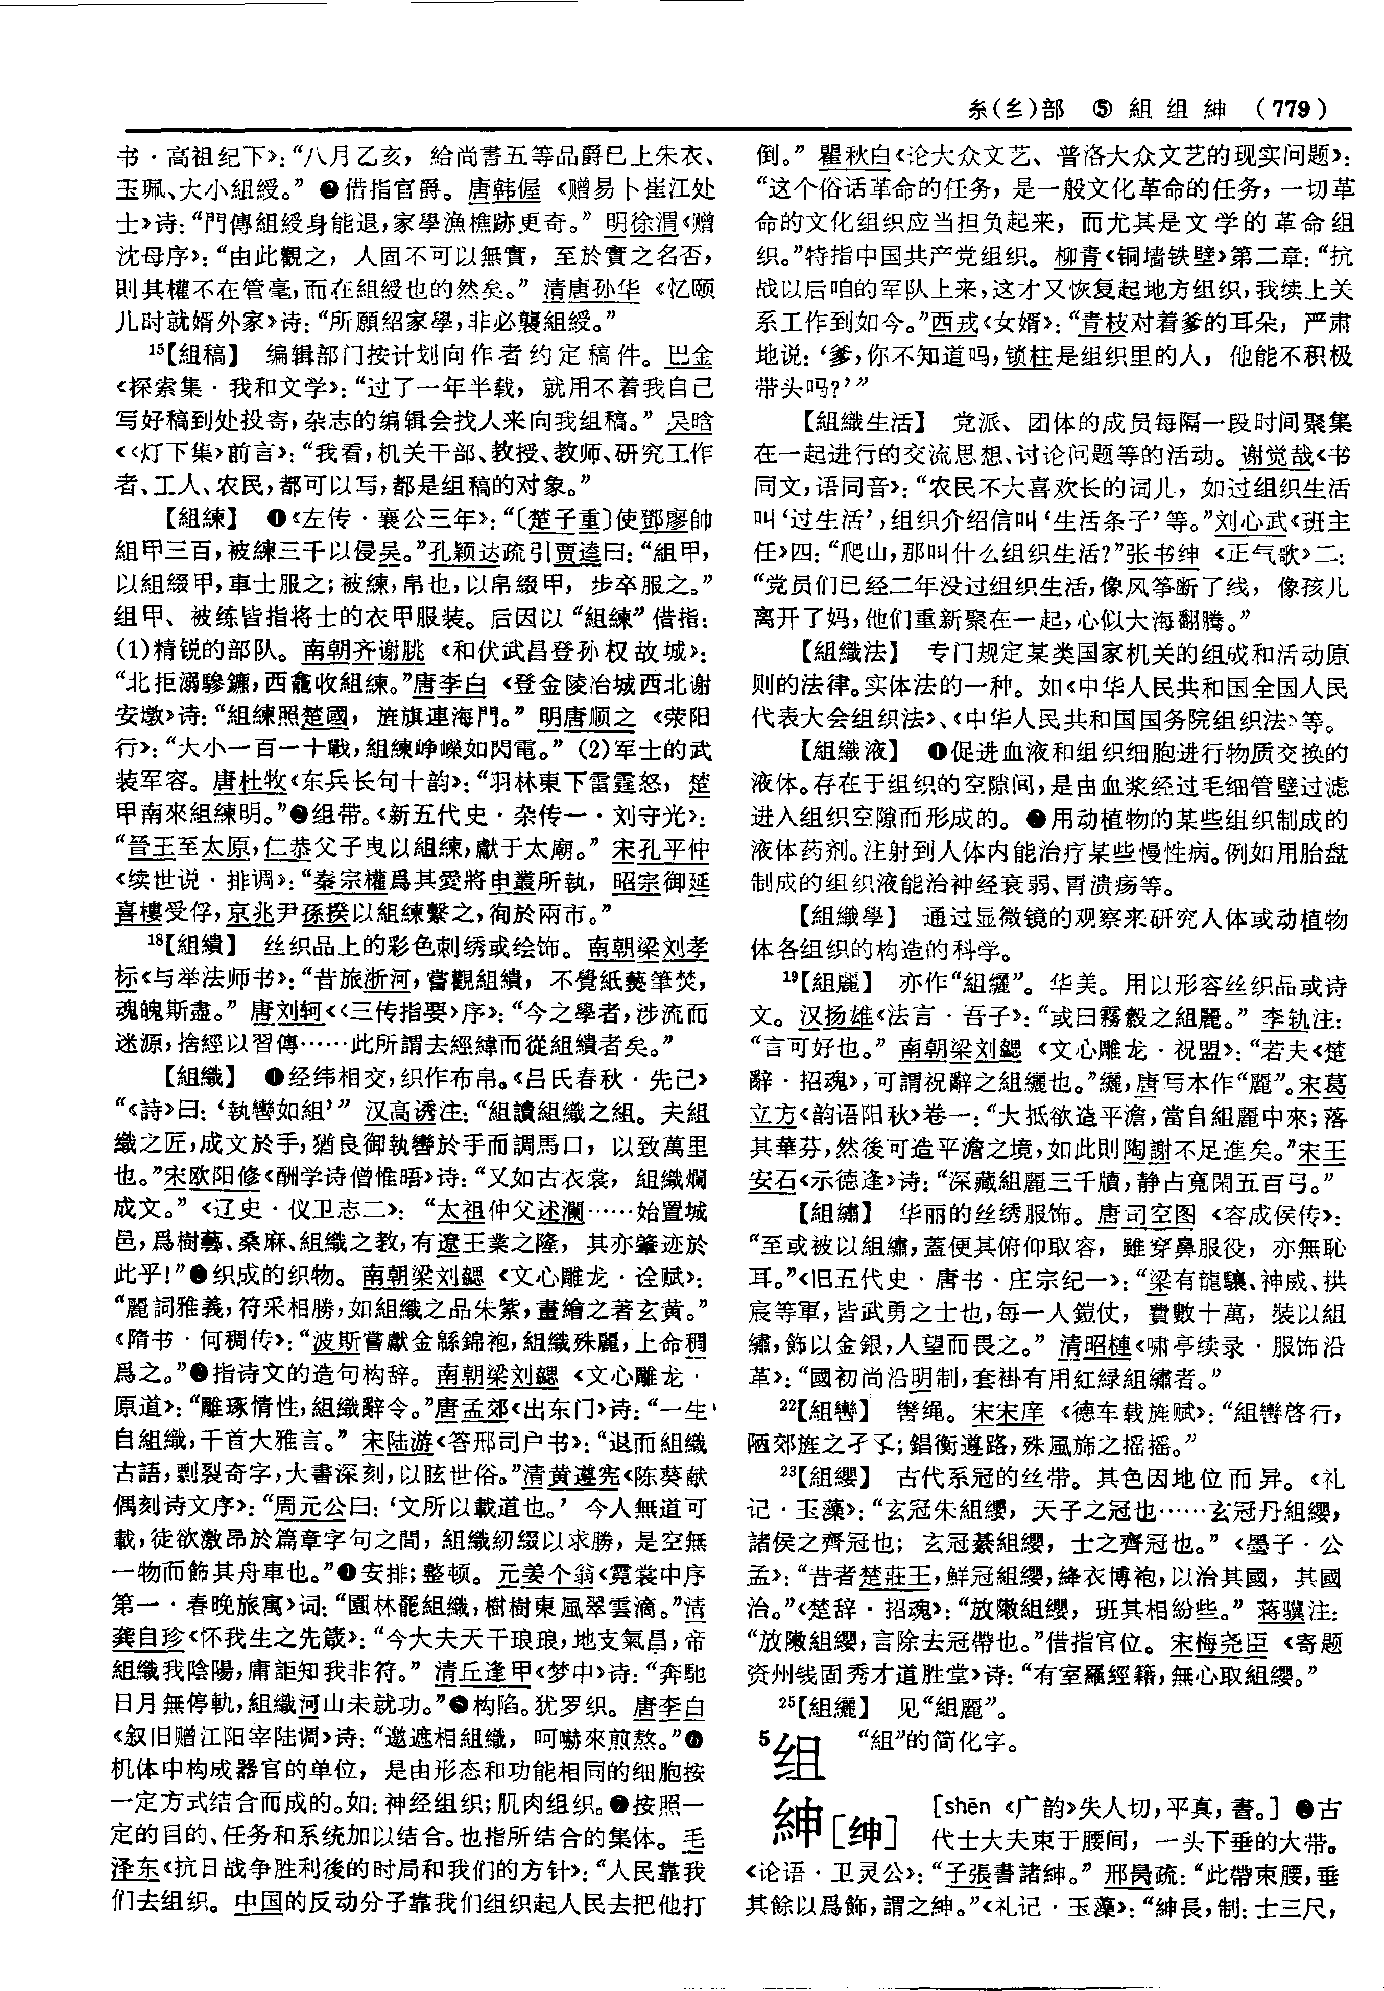 糸(纟)部 ⑤ 組 组 紳 (779)
书·高祖纪下》:“八月乙亥,給尚書五等品爵已上朱衣、
玉珮、大小組綬。” ❷借指官爵。唐韩偓《赠易卜崔江处
士》诗:“門傳組綬身能退,家學漁樵跡更奇。”明徐渭《赠
沈母序》:“由此觀之,人固不可以無實,至於實之名否,
則其權不在管毫,而在組綬也的然矣。”清唐孙华《忆颐
儿时就婿外家》诗:“所願紹家學,非必襲組綬。”
15【組稿】 编辑部门按计划向作者约定稿件。巴金
《探索集·我和文学》:“过了一年半载,就用不着我自己
写好稿到处投寄,杂志的编辑会找人来向我组稿。”吴晗
《〈灯下集〉前言》:“我看,机关干部、教授、教师、研究工作
者、工人、农民,都可以写,都是组稿的对象。”
【組練】 ❶《左传·襄公三年》:“〔楚子重〕使鄧廖帥
組甲三百,被練三千以侵吴。”孔颖达疏引賈逵曰:“組甲,
以組綴甲,車士服之;被練,帛也,以帛綴甲,步卒服之。”
组甲、被练皆指将士的衣甲服装。后因以“組練”借指:
(1)精锐的部队。南朝齐谢朓《和伏武昌登孙权故城》:
“北拒溺驂鑣,西龕收組練。”唐李白《登金陵冶城西北谢
安墩》诗:“組練照楚國,旌旗連海門。”明唐顺之《荥阳
行》:“大小一百一十戰,組練崢嶸如閃電。”(2)军士的武
装军容。唐杜牧《东兵长句十韵》:“羽林東下雷霆怒,楚
甲南來組練明。”❷组带。《新五代史·杂传一·刘守光》:
“晉王至太原,仁恭父子曳以組練,獻于太廟。”宋孔平仲
《续世说·排调》:“秦宗權爲其愛將申叢所執,昭宗御延
喜樓受俘,京兆尹孫揆以組練繫之,徇於兩市。”
18【組繢】 丝织品上的彩色刺绣或绘饰。南朝梁刘孝
标《与举法师书》:“昔旅浙河,嘗觀組繢,不覺紙爇筆焚,
魂魄斯盡。”唐刘轲《〈三传指要〉序》:“今之學者,涉流而
迷源,捨經以習傳……此所謂去經緯而從組繢者矣。”
【組織】 ❶经纬相交,织作布帛。《吕氏春秋·先己》
“《詩》曰:‘執轡如組’”汉高诱注:“組讀組織之組。夫組
織之匠,成文於手,猶良御執轡於手而調馬口,以致萬里
也。”宋欧阳修《酬学诗僧惟晤》诗:“又如古衣裳,組織爛
成文。”《辽史·仪卫志二》:“太祖仲父述瀾……始置城
邑,爲樹藝、桑麻、組織之教,有遼王業之隆,其亦肇迹於
此乎!”❷织成的织物。南朝梁刘勰《文心雕龙·诠赋》:
“麗詞雅義,符采相勝,如組織之品朱紫,畫繪之著玄黄。”
《隋书·何稠传》:“波斯嘗獻金緜錦袍,組織殊麗,上命稠
爲之。”❸指诗文的造句构辞。南朝梁刘勰《文心雕龙·
原道》:“雕琢情性,組織辭令。”唐孟郊《出东门》诗:“一生
自組織,千首大雅言。”宋陆游《答邢司户书》:“退而組織
古語,剽裂奇字,大書深刻,以眩世俗。”清黄遵宪《陈葵献
偶刻诗文序》:“周元公曰:‘文所以載道也。’今人無道可
載,徒欲激昂於篇章字句之間,組織紉綴以求勝,是空無
一物而飾其舟車也。”❹安排;整顿。元姜个翁《霓裳中序
第一·春晚旅寓》词:“園林罷組織,樹樹東風翠雲滴。”清
龚自珍《怀我生之先箴》:“今大夫天干琅琅,地支氣昌,帝
組織我陰陽,庸詎知我非符。”清丘逢甲《梦中》诗:“奔馳
日月無停軌,組織河山未就功。”❺构陷。犹罗织。唐李白
《叙旧赠江阳宰陆调》诗:“邀遮相組織,呵嚇來煎熬。”❻
机体中构成器官的单位,是由形态和功能相同的细胞按
一定方式结合而成的。如:神经组织;肌肉组织。❼按照一
定的目的、任务和系统加以结合。也指所结合的集体。毛
泽东《抗日战争胜利後的时局和我们的方针》:“人民靠我
们去组织。中国的反动分子靠我们组织起人民去把他打
倒。”瞿秋白《论大众文艺、普洛大众文艺的现实问题》:
“这个俗话革命的任务,是一般文化革命的任务,一切革
命的文化组织应当担负起来,而尤其是文学的革命组
织。”特指中国共产党组织。柳青《铜墙铁壁》第二章:“抗
战以后咱的军队上来,这才又恢复起地方组织,我续上关
系工作到如今。”西戎《女婿》:“青枝对着爹的耳朵,严肃
地说:‘爹,你不知道吗,锁柱是组织里的人,他能不积极
带头吗?’”
【組織生活】 党派、团体的成员每隔一段时间聚集
在一起进行的交流思想、讨论问题等的活动。谢觉哉《书
同文,语同音》:“农民不大喜欢长的词儿,如过组织生活
叫‘过生活’,组织介绍信叫‘生活条子’等。”刘心武《班主
任》四:“爬山,那叫什么组织生活?”张书绅《正气歌》二:
“党员们已经二年没过组织生活,像风筝断了线,像孩儿
离开了妈,他们重新聚在一起,心似大海翻腾。”
【組織法】 专门规定某类国家机关的组成和活动原
则的法律。实体法的一种。如《中华人民共和国全国人民
代表大会组织法》、《中华人民共和国国务院组织法》等。
【組織液】 ❶促进血液和组织细胞进行物质交换的
液体。存在于组织的空隙间,是由血浆经过毛细管壁过滤
进入组织空隙而形成的。❷用动植物的某些组织制成的
液体药剂。注射到人体内能治疗某些慢性病。例如用胎盘
制成的组织液能治神经衰弱、胃溃疡等。
【組織學】 通过显微镜的观察来研究人体或动植物
体各组织的构造的科学。
19【組麗】 亦作“組纚”。华美。用以形容丝织品或诗
文。汉扬雄《法言·吾子》:“或曰霧縠之組麗。”李轨注:
“言可好也。”南朝梁刘勰《文心雕龙·祝盟》:“若夫《楚
辭·招魂》,可謂祝辭之組纚也。”纚,唐写本作“麗”。宋葛
立方《韵语阳秋》卷一:“大抵欲造平澹,當自組麗中來;落
其華芬,然後可造平澹之境,如此則陶謝不足進矣。”宋王
安石《示德逢》诗:“深藏組麗三千牘,静占寬閑五百弓。”
【組繡】 华丽的丝绣服饰。唐司空图《容成侯传》:
“至或被以組繡,蓋便其俯仰取容,雖穿鼻服役,亦無恥
耳。”《旧五代史·唐书·庄宗纪一》:“梁有龍驤、神威、拱
宸等軍,皆武勇之士也,每一人鎧仗,費數十萬,裝以組
繡,飾以金銀,人望而畏之。”清昭槤《啸亭续录·服饰沿
革》:“國初尚沿明制,套褂有用紅緑組繡者。”
22【組轡】 辔绳。宋宋庠《德车载旌赋》:“組轡啓行,
陋郊旌之孑孓;錯衡遵路,殊風旆之摇摇。”
23【組纓】 古代系冠的丝带。其色因地位而异。《礼
记·玉藻》:“玄冠朱組纓,天子之冠也……玄冠丹組纓,
諸侯之齊冠也;玄冠綦組纓,士之齊冠也。”《墨子·公
孟》:“昔者楚莊王,鮮冠組纓,絳衣博袍,以治其國,其國
治。”《楚辞·招魂》:“放敶組纓,班其相紛些。”蒋骥注:
“放敶組纓,言除去冠帶也。”借指官位。宋梅尧臣《寄题
资州钱固秀才道胜堂》诗:“有室羅經籍,無心取組纓。”
25【組纚】 见“組麗”。
5组 “組”的简化字。
紳[绅] [shēn《广韵》失人切,平真,書。] ❶古
代士大夫束于腰间,一头下垂的大带。
《论语·卫灵公》:“子張書諸紳。”邢昺疏:“此帶束腰,垂
其餘以爲飾,謂之紳。”《礼记·玉藻》:“紳長,制:士三尺,